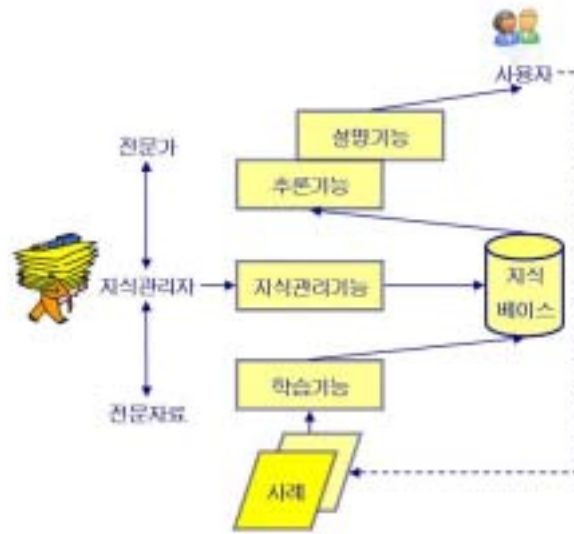 사용자
설명기능
전문가
추론기능
지식관리자
지식관리기능
지식
베이스
학습기능
전문자료
사례